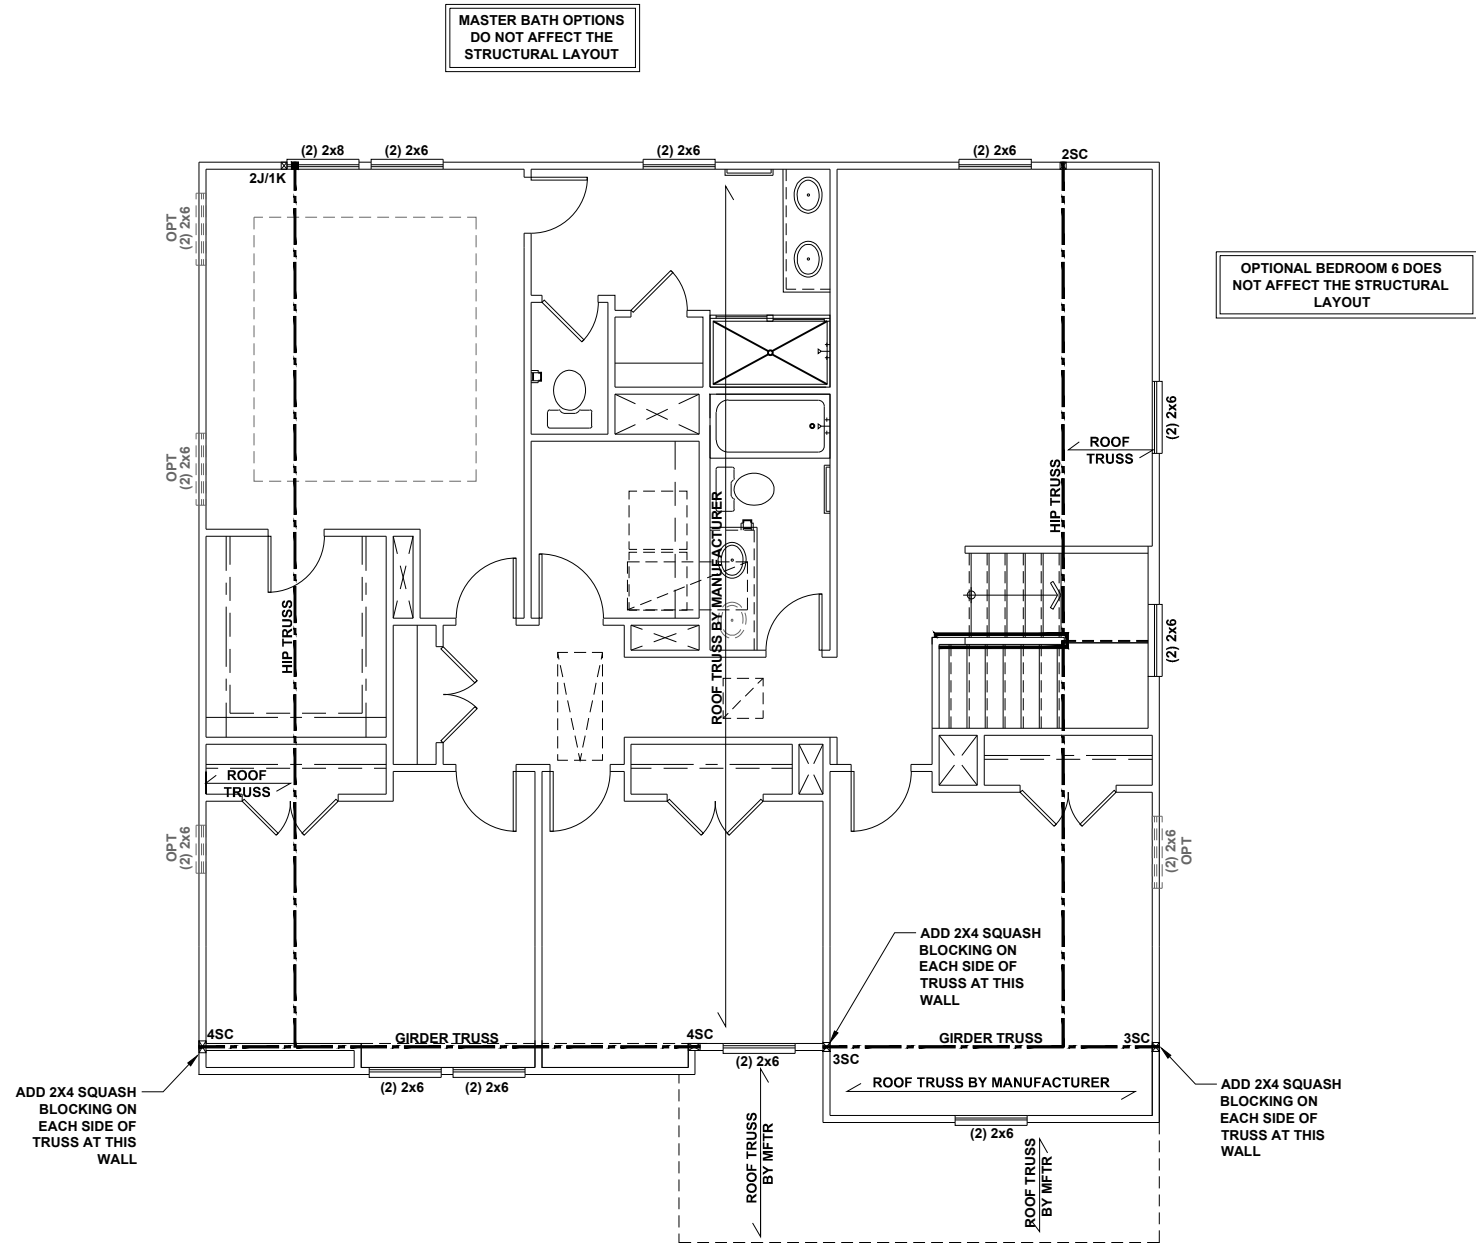 MASTER BATH OPTIONS
DO NOT AFFECT THE
STRUCTURAL LAYOUT
(2) 2x8
(2) 2x6
(2) 2x6
(2) 2x6
2SC
2J/1K
OPT
(2) 2x6
OPTIONAL BEDROOM 6 DOES
NOT AFFECT THE STRUCTURAL
LAYOUT
(2) 2x6
ROOF
TRUSS
OPT
(2) 2x6
HIP TRUSS
ROOF TRUSS BY MANUFACTURER
HIP TRUSS
(2) 2x6
ROOF
TRUSS
OPT
(2) 2x6
(2) 2x6
OPT
ADD 2X4 SQUASH
BLOCKING ON
EACH SIDE OF
TRUSS AT THIS
WALL
4SC
GIRDER TRUSS
4SC
GIRDER TRUSS
3SC
3SC
(2) 2x6
(2) 2x6
(2) 2x6
ROOF TRUSS BY MANUFACTURER
ADD 2X4 SQUASH
BLOCKING ON
EACH SIDE OF
TRUSS AT THIS
WALL
ADD 2X4 SQUASH
BLOCKING ON
EACH SIDE OF
TRUSS AT THIS
WALL
(2) 2x6
ROOF TRUSS
BY MFTR
ROOF TRUSS
BY MFTR